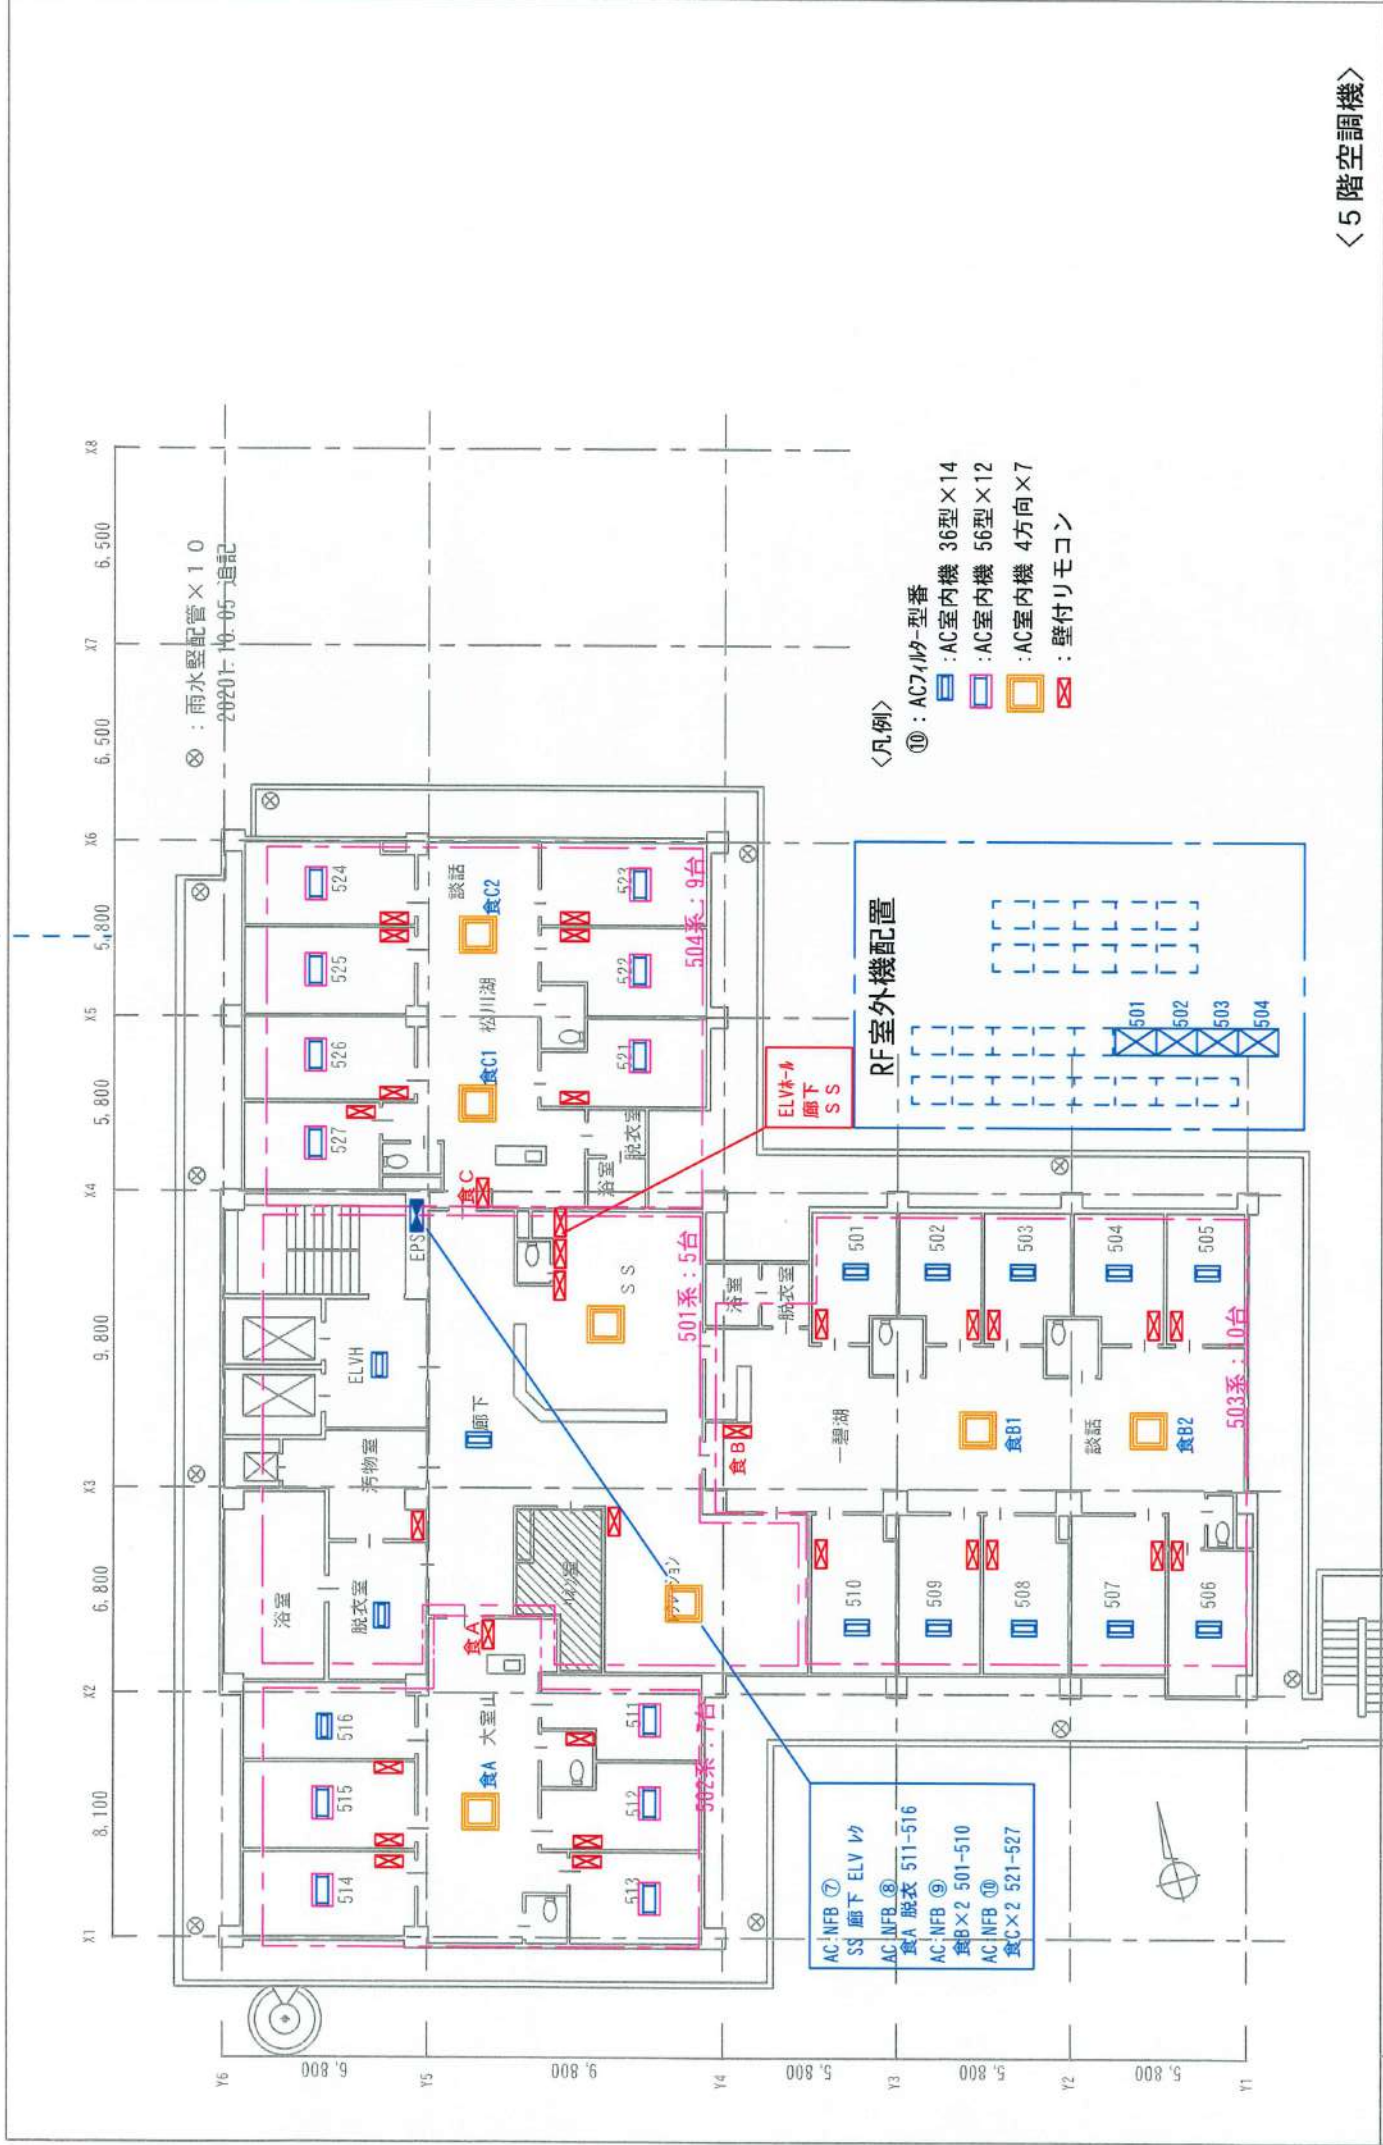 <5階空調機>
X1
X2
X3
X4
X5
X6
X7
X8
8,100
6,800
9,800
5,800
5,800
6,500
6,500
⊗ : 雨水竪配管×10
20201.10.05 追記
Y6
Y5
Y4
Y3
Y2
Y1
6,800
9,800
5,800
5,800
5,800
514
515
516
浴室
脱衣室
汚物室
ELVH
EPS
527
526
525
524
食A
大室山
食A
廊下
食C
食C1
松川湖
食C2
談話
513
512
511
502系:7台
ＳＳ
501系:5台
浴室
脱衣室
521
522
523
504系:9台
ELVホール
廊下
ＳＳ
食B
浴室
脱衣室
一碧湖
食B1
談話
食B2
503系:10台
510
509
508
507
506
501
502
503
504
505
AC:NFB ⑦
SS 廊下 ELV ﾚｸ
AC:NFB ⑧
食A 脱衣 511-516
AC:NFB ⑨
食B×2 501-510
AC:NFB ⑩
食C×2 521-527
RF室外機配置
501
502
503
504
〈凡例〉
⑩ : ACフィルター型番
:AC室内機 36型×14
:AC室内機 56型×12
:AC室内機 4方向×7
:壁付リモコン